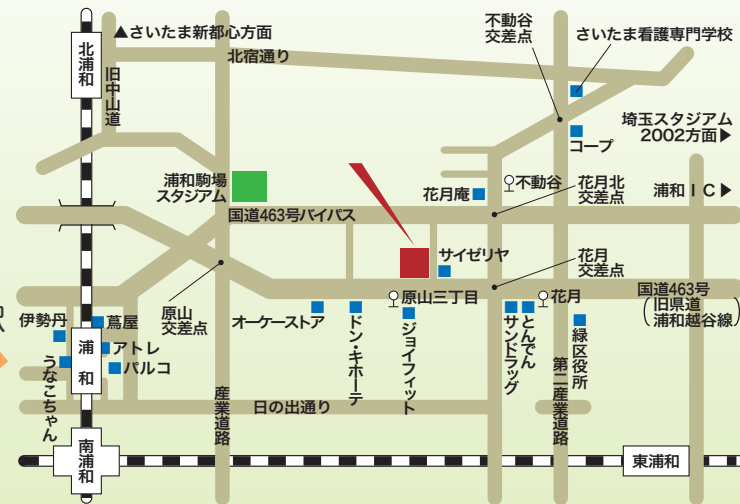 ▲さいたま新都心方面
北浦和
旧中山道
北宿通り
不動谷
交差点
さいたま看護専門学校
埼玉スタジアム
2002方面▶
コープ
浦和駒場
スタジアム
花月庵
不動谷
花月北
交差点
浦和IC▶
国道463号バイパス
サイゼリヤ
花月
交差点
国道463号
(旧県道
浦和越谷線)
原山三丁目
花月
原山
交差点
オーケーストア
ドン・キホーテ
ジョイフィット
サンドラッグ
とんでん
緑区役所
伊勢丹
蔦屋
アトレ
パルコ
浦和
うなこちゃん
産業道路
日の出通り
第二産業道路
南浦和
東浦和